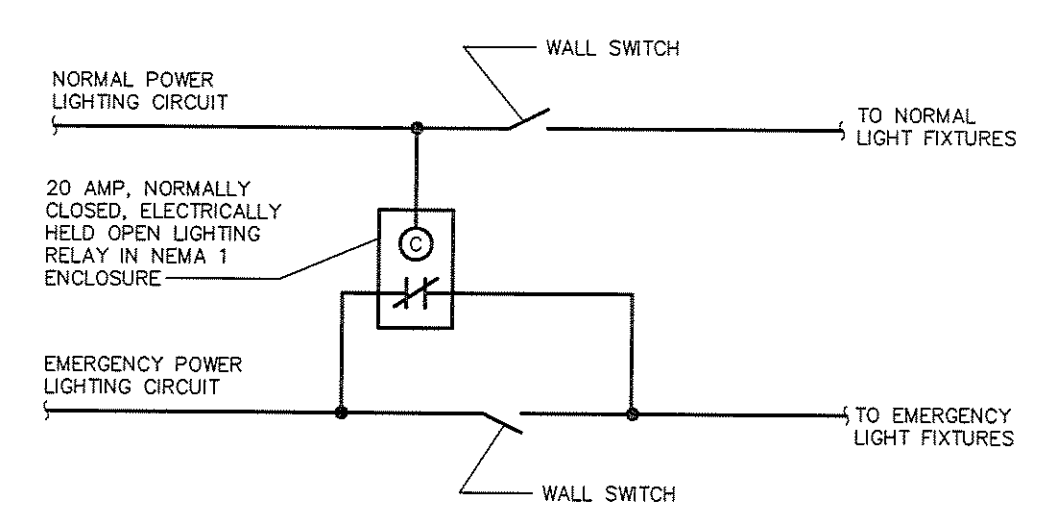 WALL SWITCH
NORMAL POWER
LIGHTING CIRCUIT
TO NORMAL
LIGHT FIXTURES
20 AMP, NORMALLY
CLOSED, ELECTRICALLY
HELD OPEN LIGHTING
RELAY IN NEMA 1
ENCLOSURE
C
EMERGENCY POWER
LIGHTING CIRCUIT
TO EMERGENCY
LIGHT FIXTURES
WALL SWITCH